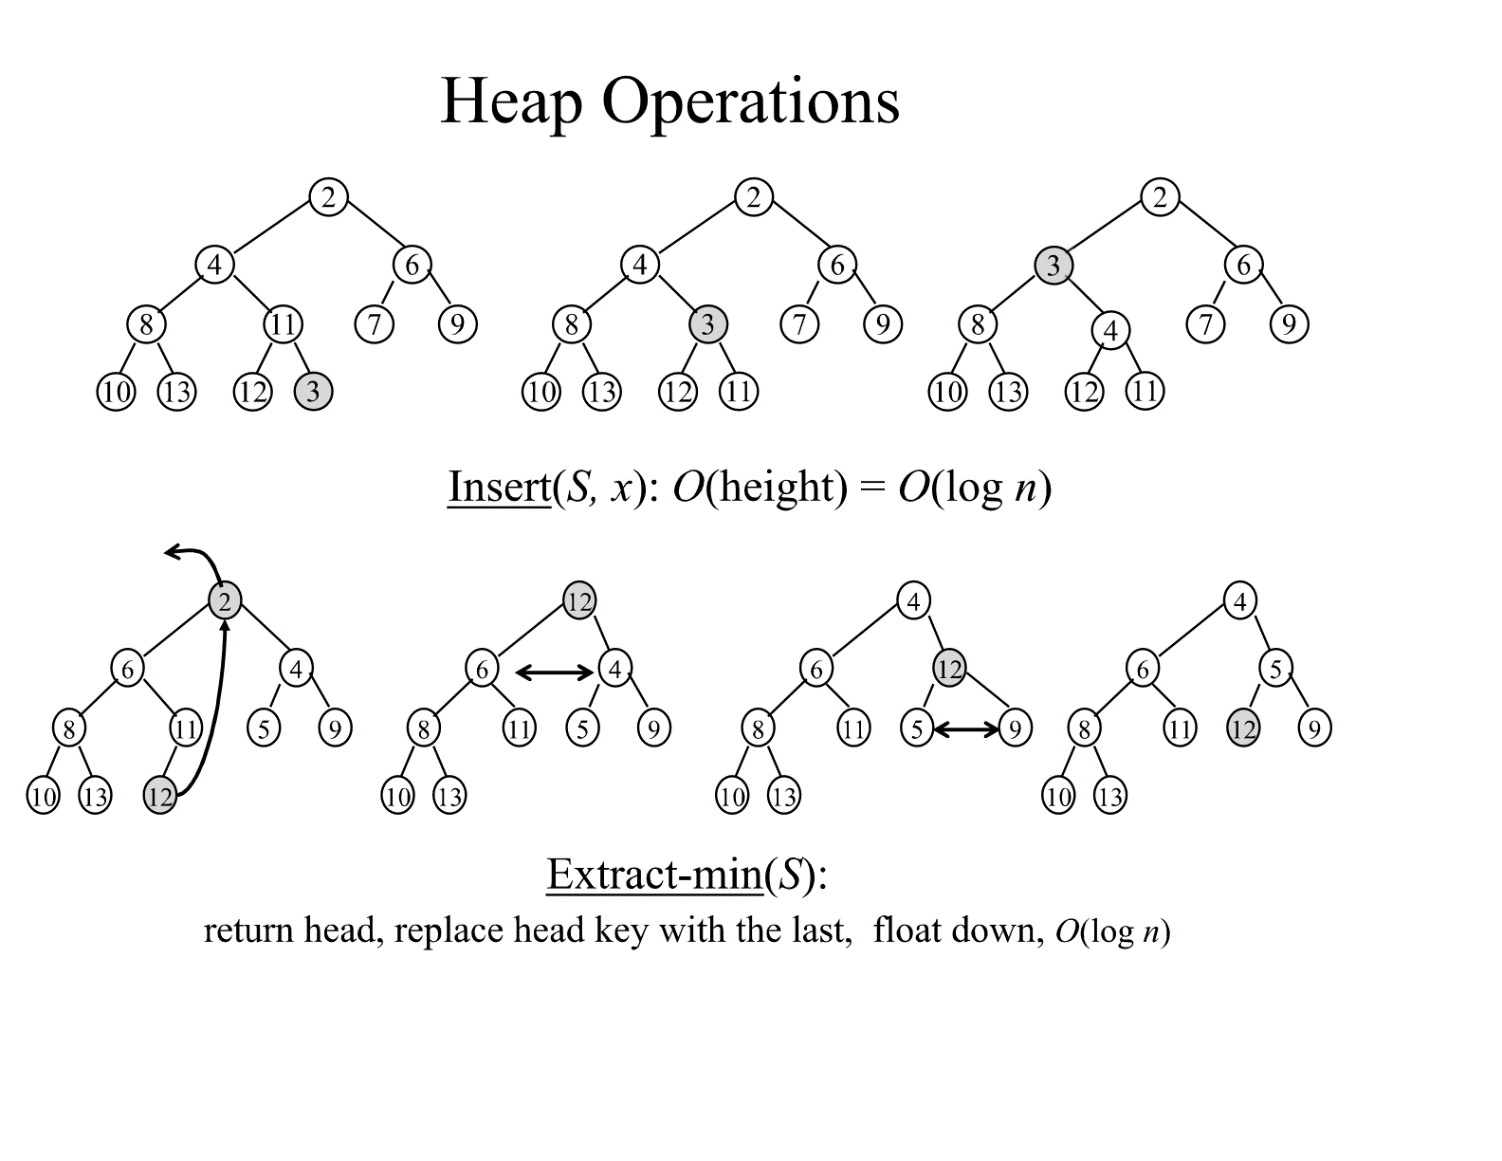 Heap Operations
2 2 2
4 6 4 6 3 6
8 11 7 9 8 3 7 9 8 4 7 9
10 13 12 3 10 13 12 11 10 13 12 11
Insert(S, x): O(height) = O(log n)
2 12 4 4
6 4 6 4 6 12 6 5
8 11 5 9 8 11 5 9 8 11 5 9 8 11 12 9
10 13 12 10 13 10 13 10 13
Extract-min(S):
return head, replace head key with the last, float down, O(log n)